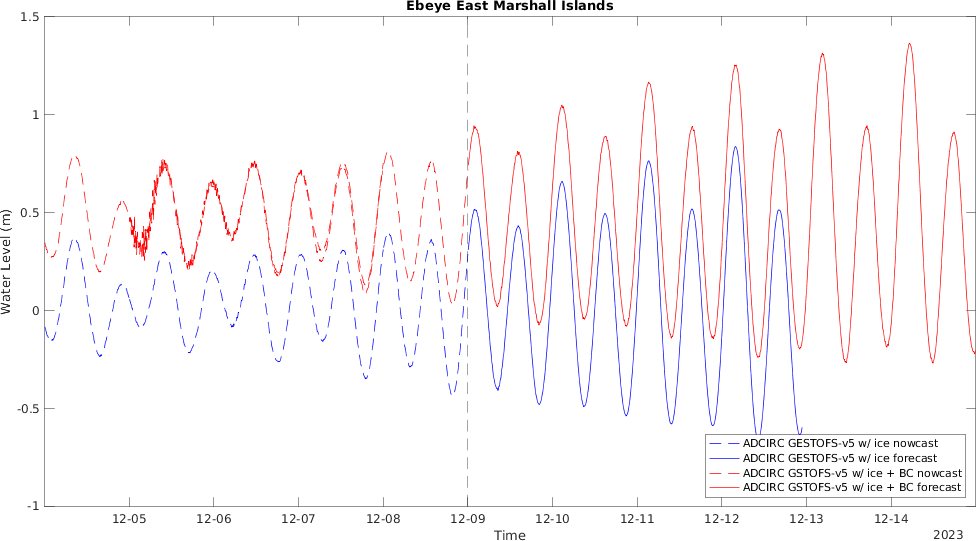 Ebeye East Marshall Islands
Water Level (m)
1.5
1
0.5
0
-0.5
-1
12-05 12-06 12-07 12-08 12-09 12-10 12-11 12-12 12-13 12-14
Time
2023
ADCIRC GESTOFS-v5 w/ ice nowcast
ADCIRC GESTOFS-v5 w/ ice forecast
ADCIRC GSTOFS-v5 w/ ice + BC nowcast
ADCIRC GSTOFS-v5 w/ ice + BC forecast